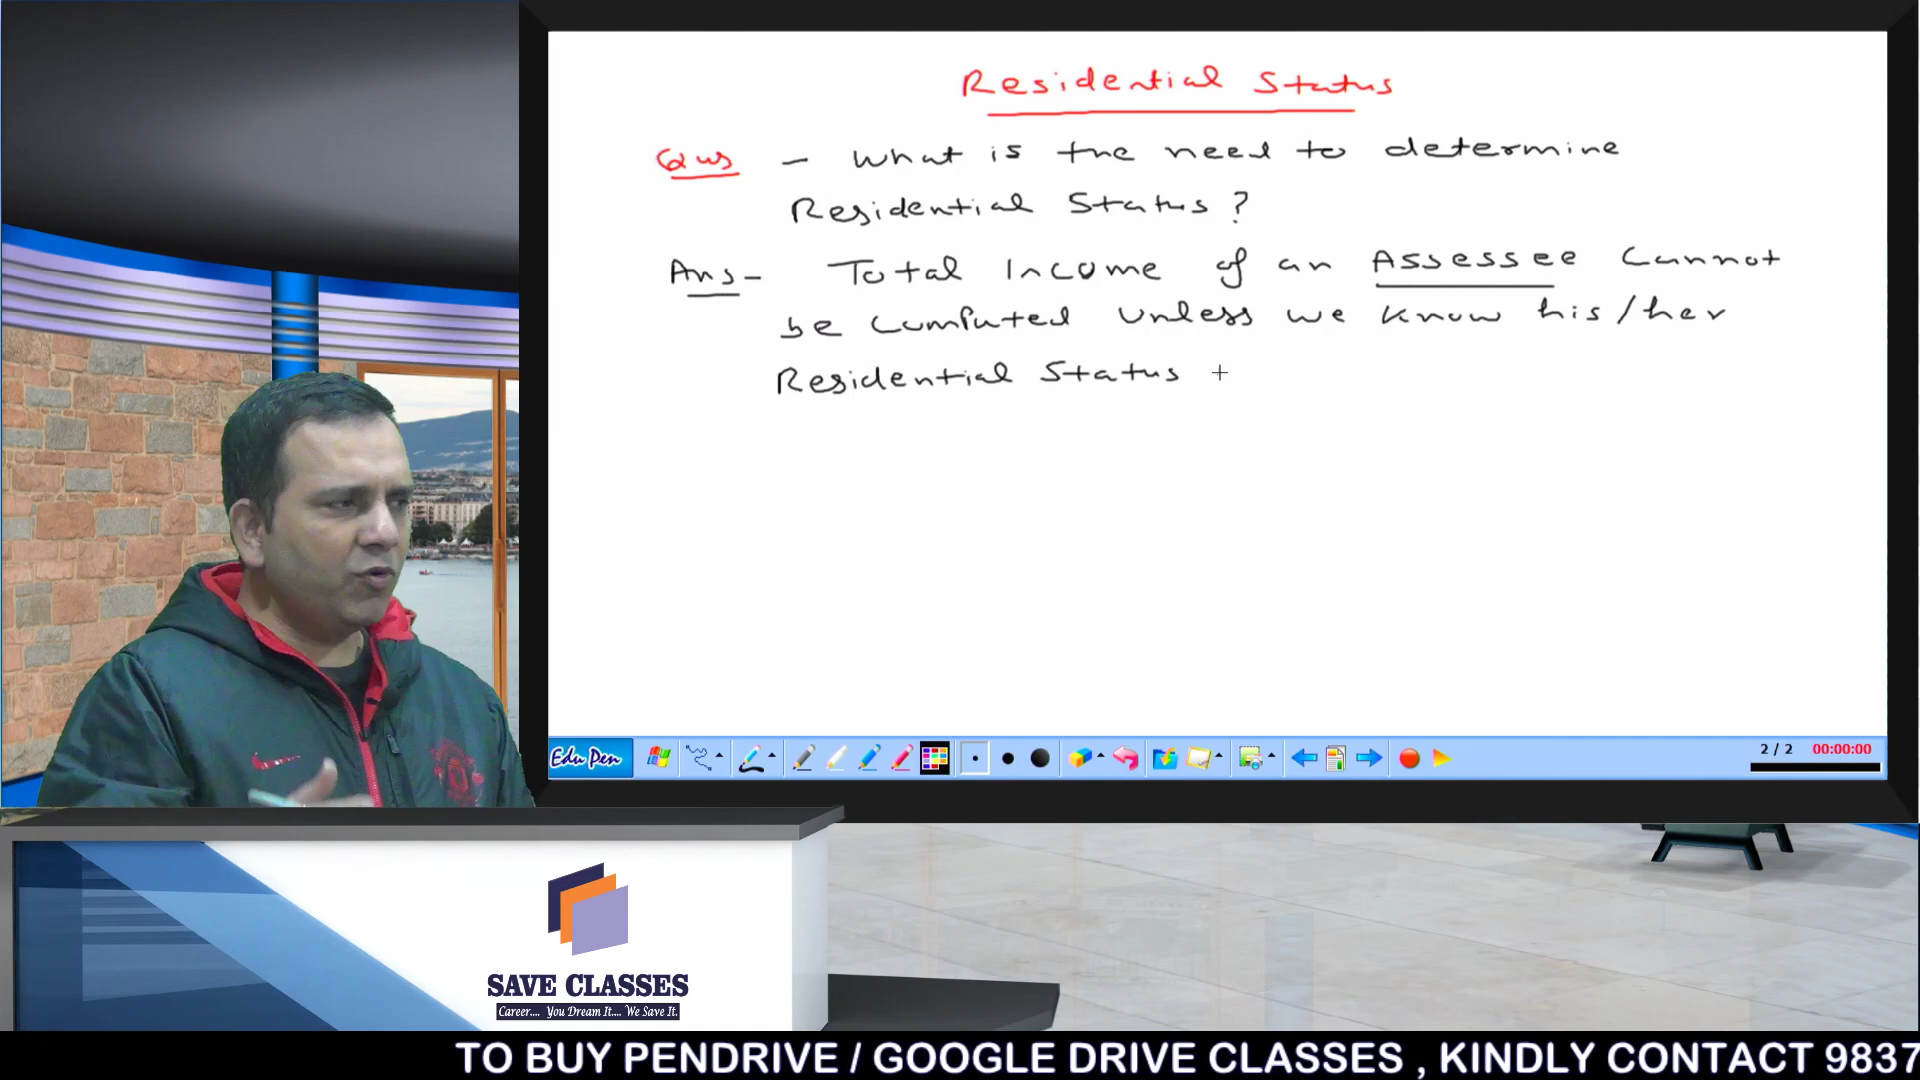 Residential Status
Qus - What is the need to determine
Residential Status ?
Ans - Total Income of an Assessee Cannot
be Computed Unless we know his/her
Residential Status
Edu Pen
2 / 2 00:00:00
SAVE CLASSES
Career.... You Dream It.... We Save It.
TO BUY PENDRIVE / GOOGLE DRIVE CLASSES , KINDLY CONTACT 9837